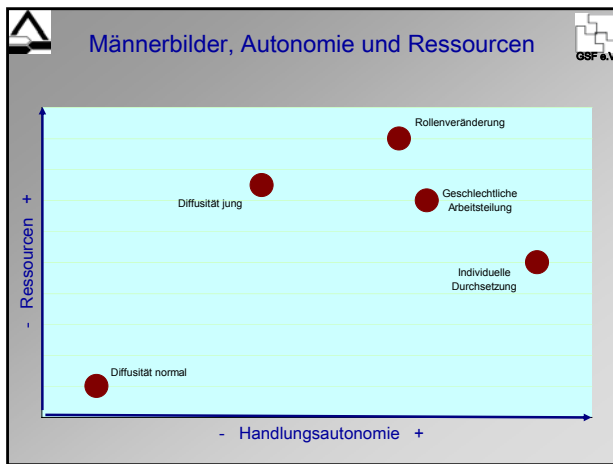 Männerbilder, Autonomie und Ressourcen
GSF e.V.
Rollenveränderung
Diffusität jung
Geschlechtliche
Arbeitsteilung
Individuelle
Durchsetzung
Diffusität normal
- Ressourcen +
- Handlungsautonomie +